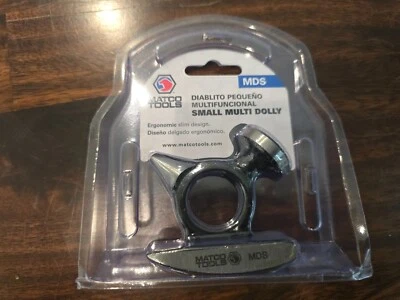 MATCO
TOOLS
MDS
DIABLITO PEQUEÑO
MULTIFUNCIONAL
SMALL MULTI DOLLY
Ergonomic slim design.
Diseño delgado ergonómico.
www.matcotools.com
MATCO
TOOLS
MDS